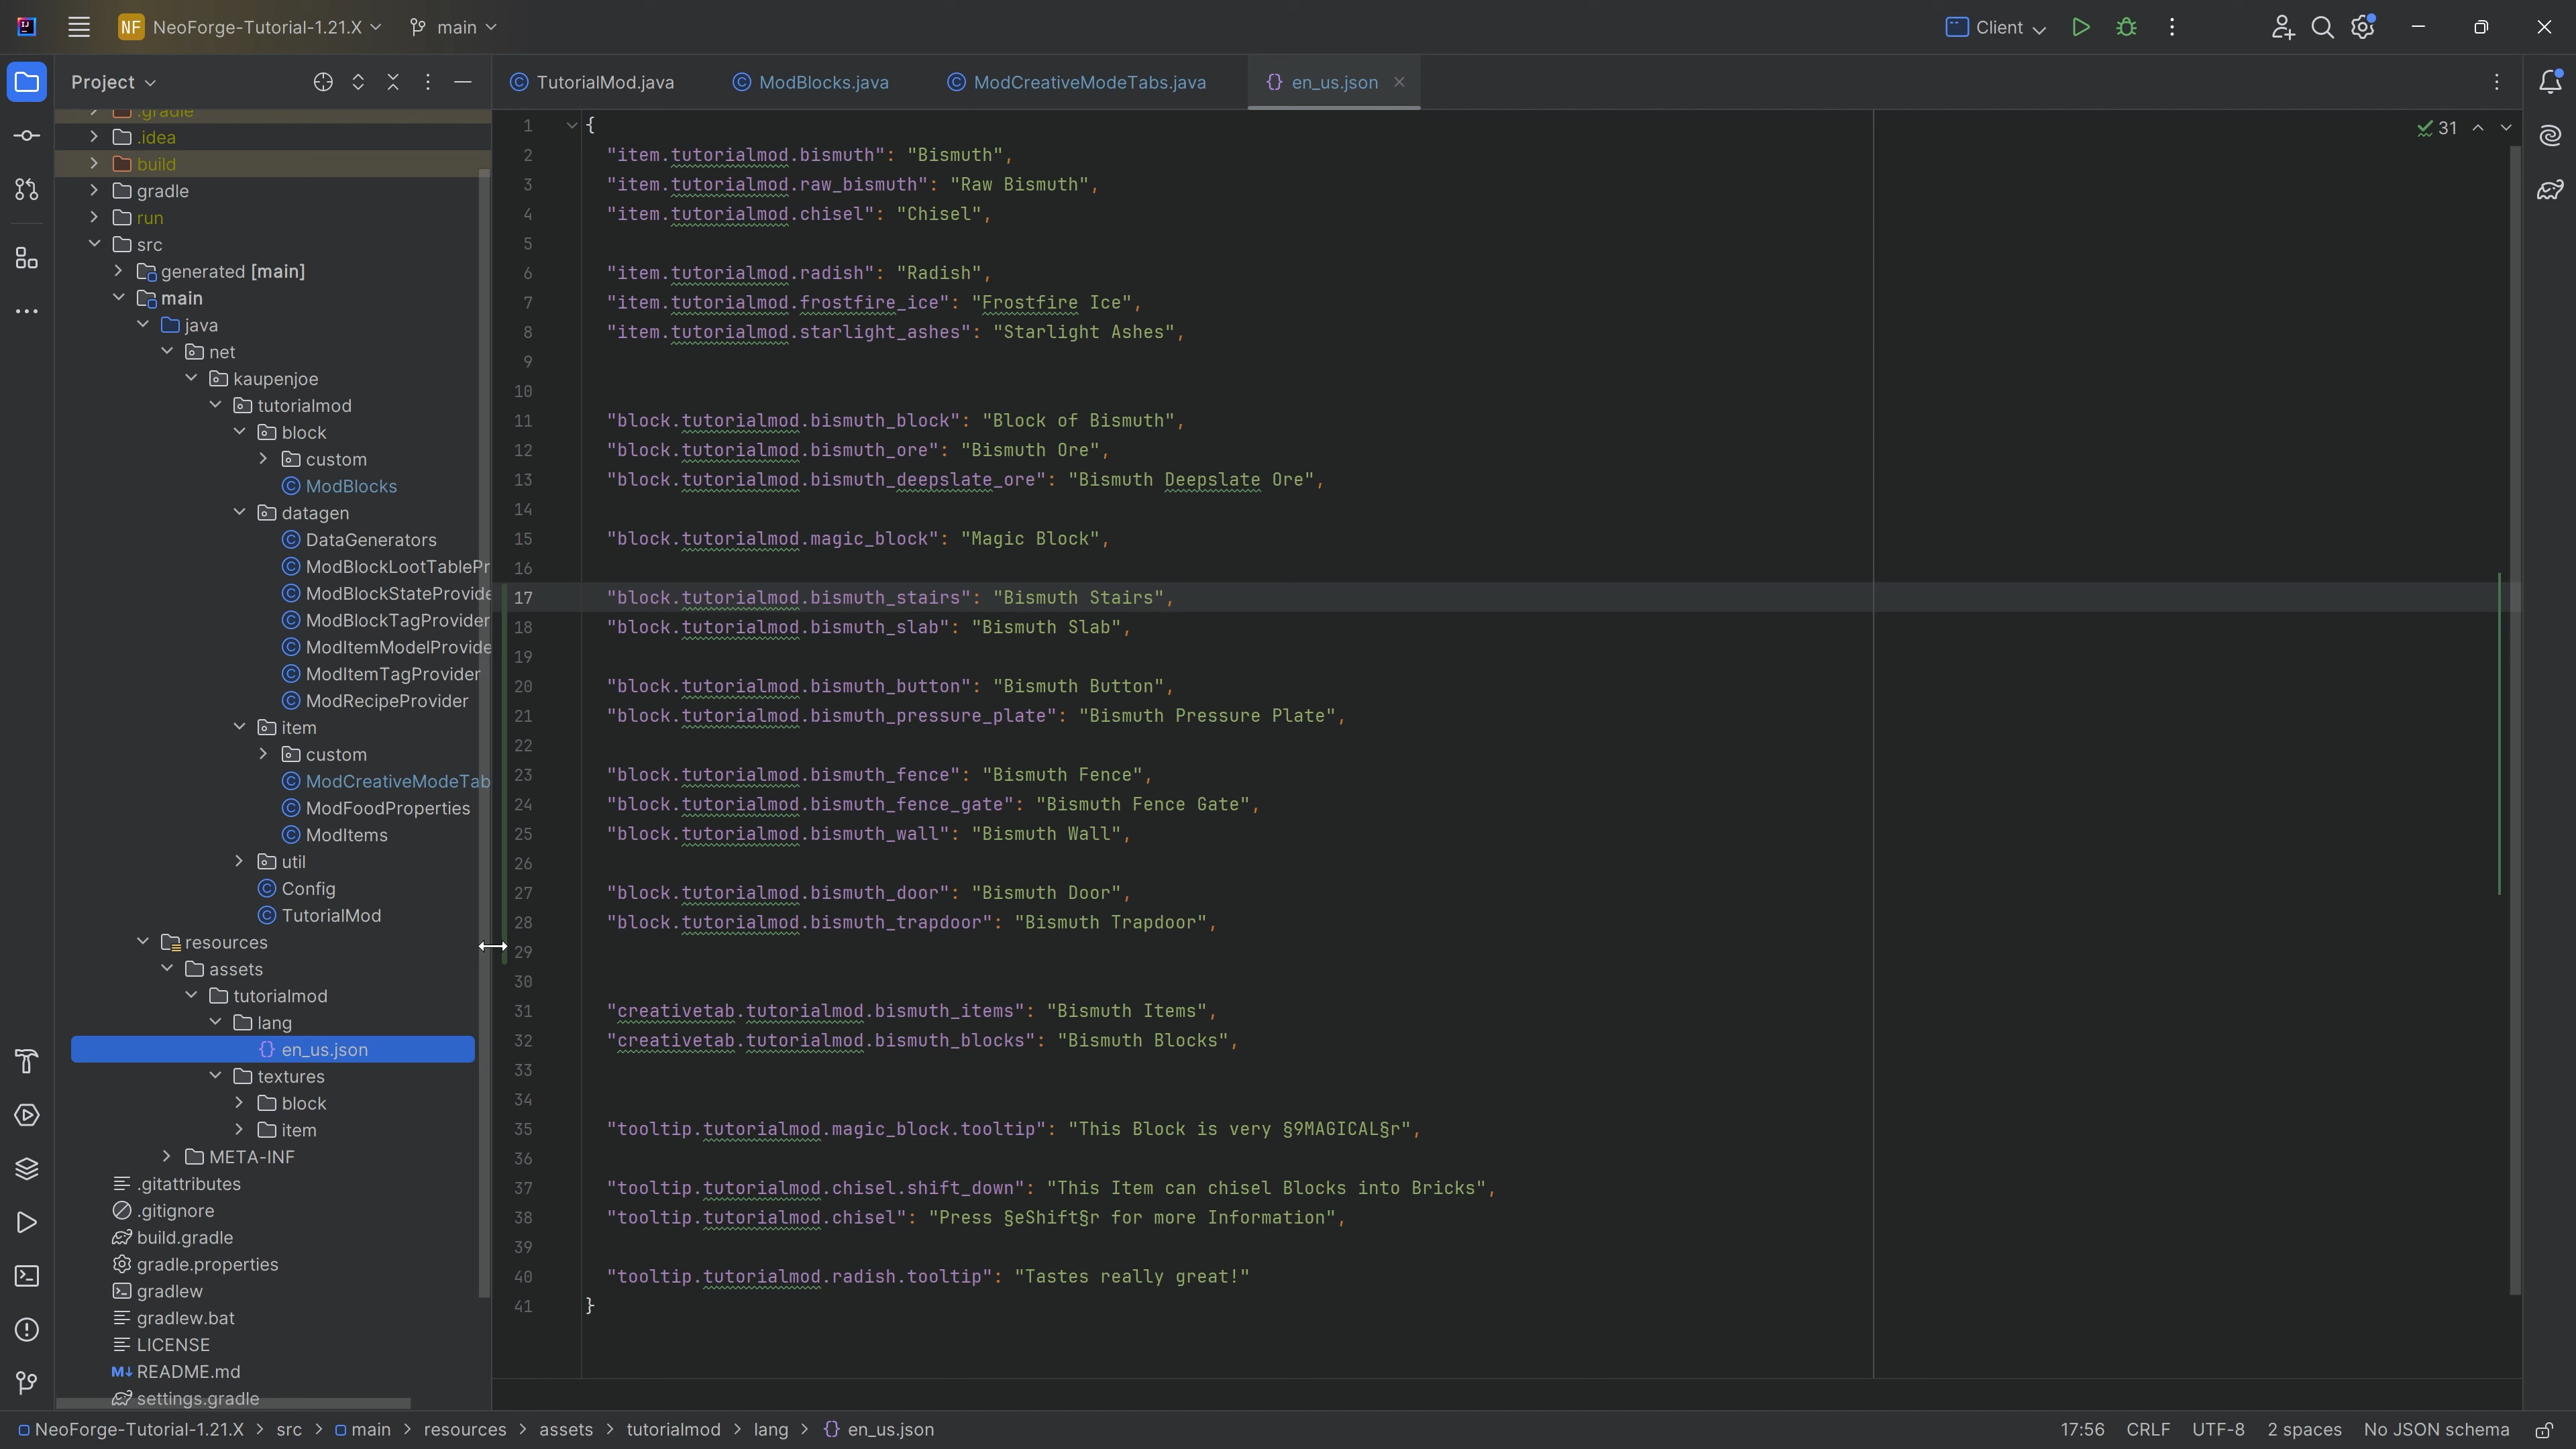 NF NeoForge-Tutorial-1.21.X main Client
Project
.gradle
.idea
build
gradle
run
src
generated [main]
main
java
net
kaupenjoe
tutorialmod
block
custom
ModBlocks
datagen
DataGenerators
ModBlockLootTablePr
ModBlockStateProvide
ModBlockTagProvider
ModItemModelProvide
ModItemTagProvider
ModRecipeProvider
item
custom
ModCreativeModeTab
ModFoodProperties
ModItems
util
Config
TutorialMod
resources
assets
tutorialmod
lang
{} en_us.json
textures
block
item
META-INF
.gitattributes
.gitignore
build.gradle
gradle.properties
gradlew
gradlew.bat
LICENSE
M↓ README.md
settings.gradle
TutorialMod.java ModBlocks.java ModCreativeModeTabs.java {} en_us.json
31
1 {
2 "item.tutorialmod.bismuth": "Bismuth",
3 "item.tutorialmod.raw_bismuth": "Raw Bismuth",
4 "item.tutorialmod.chisel": "Chisel",
5
6 "item.tutorialmod.radish": "Radish",
7 "item.tutorialmod.frostfire_ice": "Frostfire Ice",
8 "item.tutorialmod.starlight_ashes": "Starlight Ashes",
9
10
11 "block.tutorialmod.bismuth_block": "Block of Bismuth",
12 "block.tutorialmod.bismuth_ore": "Bismuth Ore",
13 "block.tutorialmod.bismuth_deepslate_ore": "Bismuth Deepslate Ore",
14
15 "block.tutorialmod.magic_block": "Magic Block",
16
17 "block.tutorialmod.bismuth_stairs": "Bismuth Stairs",
18 "block.tutorialmod.bismuth_slab": "Bismuth Slab",
19
20 "block.tutorialmod.bismuth_button": "Bismuth Button",
21 "block.tutorialmod.bismuth_pressure_plate": "Bismuth Pressure Plate",
22
23 "block.tutorialmod.bismuth_fence": "Bismuth Fence",
24 "block.tutorialmod.bismuth_fence_gate": "Bismuth Fence Gate",
25 "block.tutorialmod.bismuth_wall": "Bismuth Wall",
26
27 "block.tutorialmod.bismuth_door": "Bismuth Door",
28 "block.tutorialmod.bismuth_trapdoor": "Bismuth Trapdoor",
29
30
31 "creativetab.tutorialmod.bismuth_items": "Bismuth Items",
32 "creativetab.tutorialmod.bismuth_blocks": "Bismuth Blocks",
33
34
35 "tooltip.tutorialmod.magic_block.tooltip": "This Block is very §9MAGICAL§r",
36
37 "tooltip.tutorialmod.chisel.shift_down": "This Item can chisel Blocks into Bricks",
38 "tooltip.tutorialmod.chisel": "Press §eShift§r for more Information",
39
40 "tooltip.tutorialmod.radish.tooltip": "Tastes really great!"
41 }
NeoForge-Tutorial-1.21.X > src > main > resources > assets > tutorialmod > lang > {} en_us.json
17:56 CRLF UTF-8 2 spaces No JSON schema